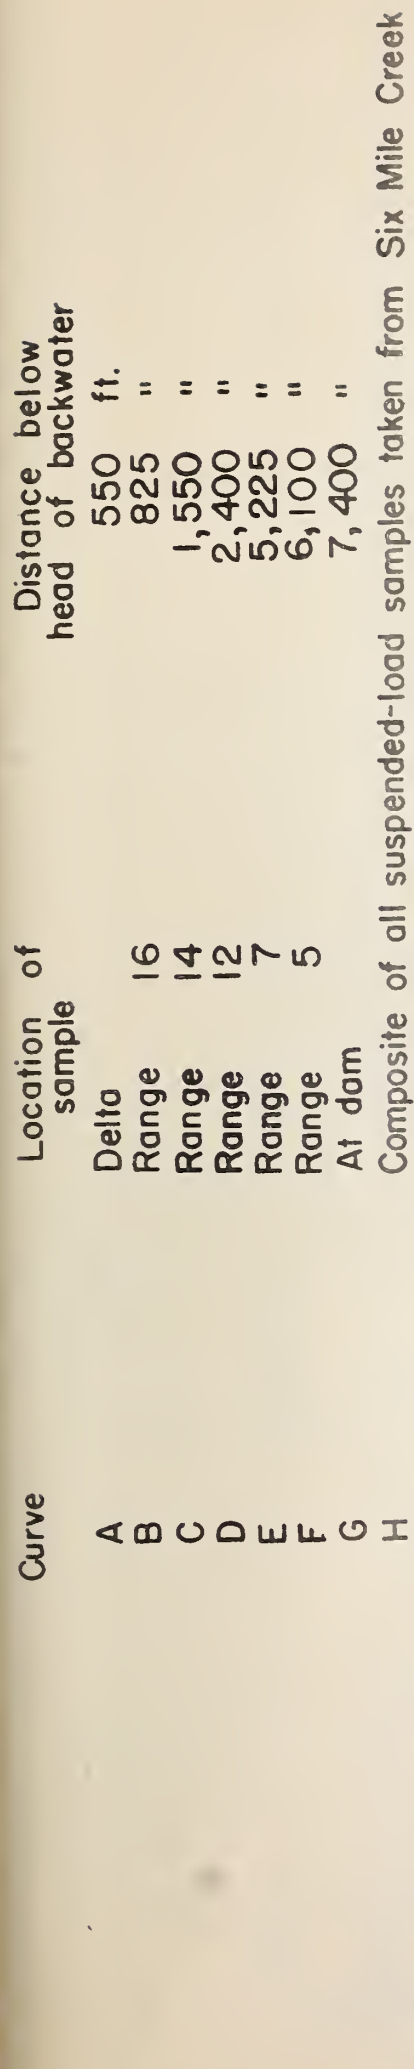 Curve Location of sample Distance below head of backwater
A Delta 550 ft.
B Range 16 825 "
C Range 14 1,550 "
D Range 12 2,400 "
E Range 7 5,225 "
F Range 5 6,100 "
G At dam 7,400 "
H Composite of all suspended-load samples taken from Six Mile Creek